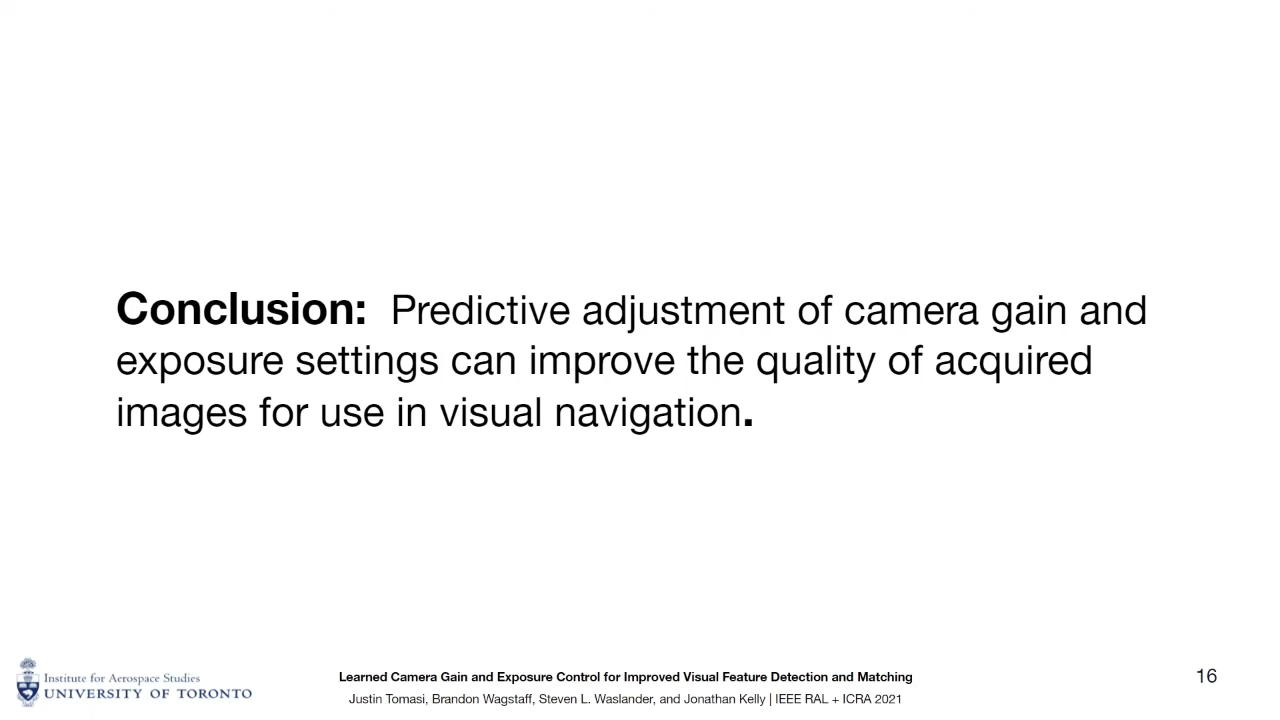 Conclusion: Predictive adjustment of camera gain and
exposure settings can improve the quality of acquired
images for use in visual navigation.
Institute for Aerospace Studies
UNIVERSITY OF TORONTO
Learned Camera Gain and Exposure Control for Improved Visual Feature Detection and Matching
Justin Tomasi, Brandon Wagstaff, Steven L. Waslander, and Jonathan Kelly | IEEE RAL + ICRA 2021
16